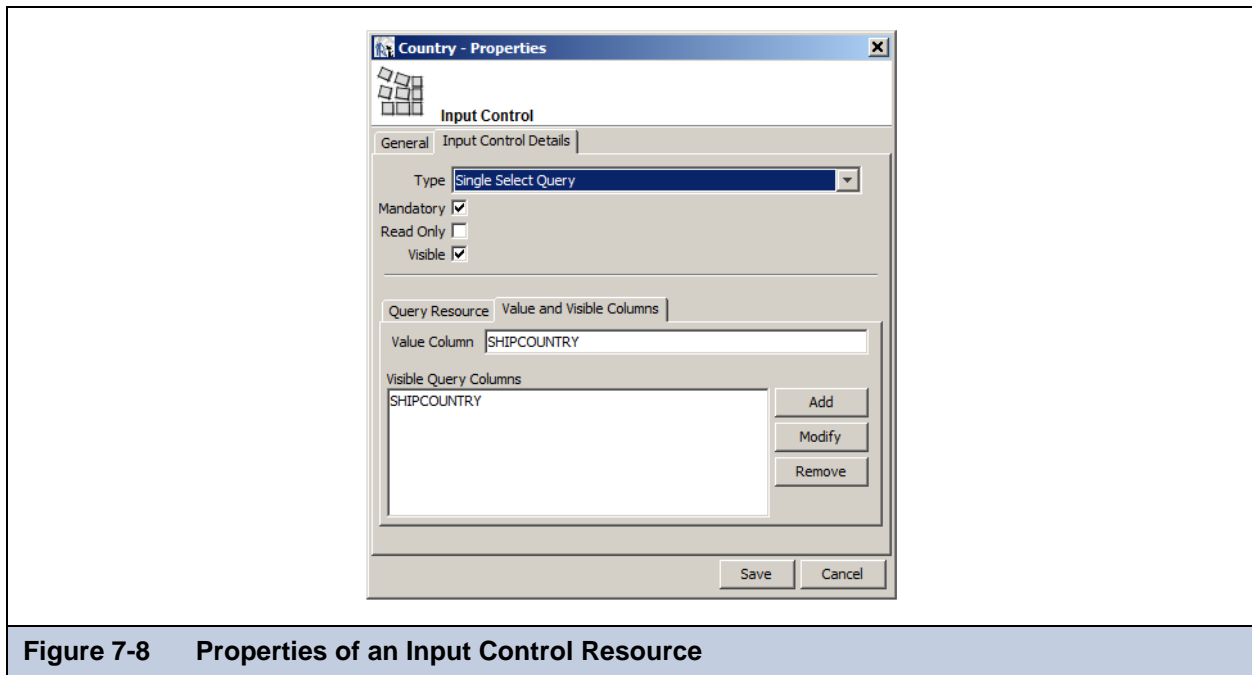 Country - Properties
Input Control
General Input Control Details
Type Single Select Query
Mandatory
Read Only
Visible
Query Resource Value and Visible Columns
Value Column SHIPCOUNTRY
Visible Query Columns
SHIPCOUNTRY
Add
Modify
Remove
Save Cancel
Figure 7-8 Properties of an Input Control Resource